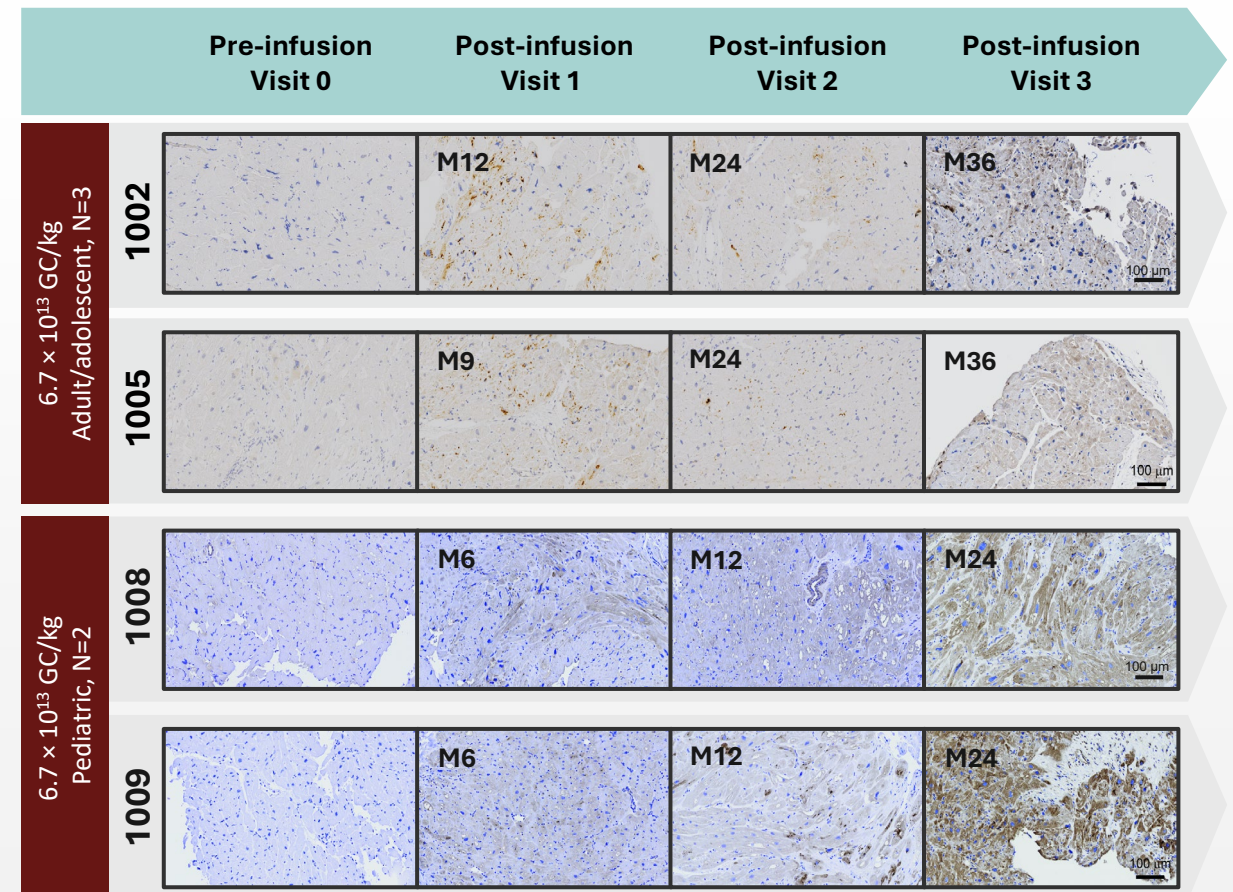 Pre-infusion
Visit 0
Post-infusion
Visit 1
Post-infusion
Visit 2
Post-infusion
Visit 3
6.7 × 10¹³ GC/kg
Adult/adolescent, N=3
1002
M12
M24
M36
100 µm
1005
M9
M24
M36
100 µm
6.7 × 10¹³ GC/kg
Pediatric, N=2
1008
M6
M12
M24
100 µm
1009
M6
M12
M24
100 µm